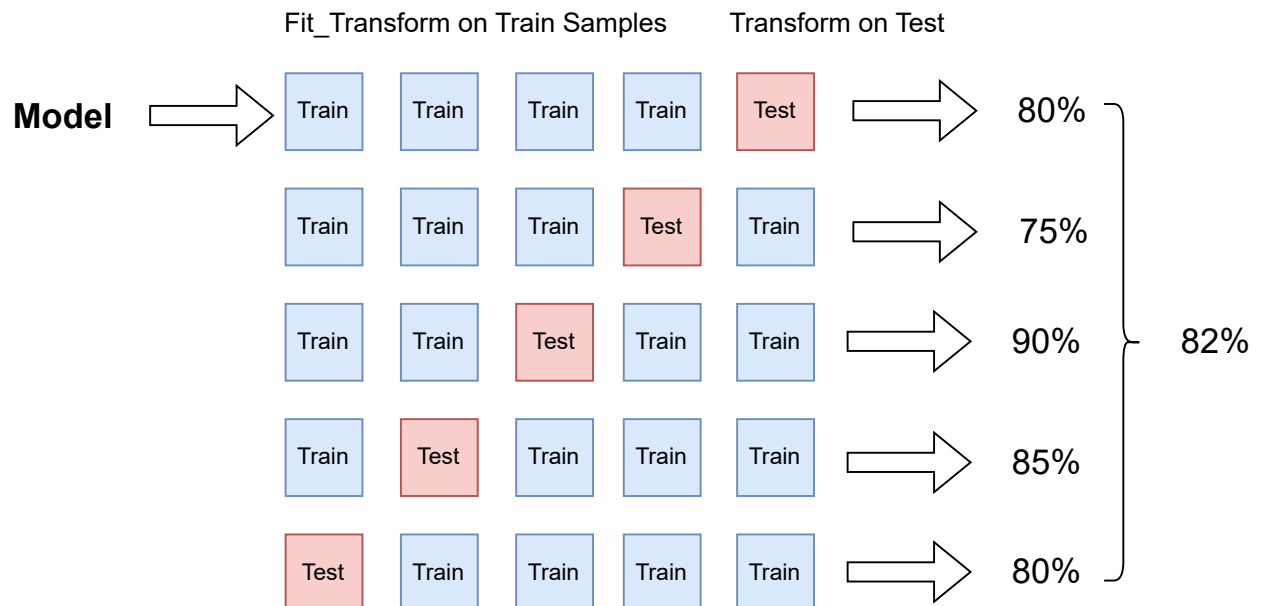 Fit_Transform on Train Samples Transform on Test
Model Train Train Train Train Test 80%
Train Train Train Test Train 75%
Train Train Test Train Train 90%
82%
Train Test Train Train Train 85%
Test Train Train Train Train 80%